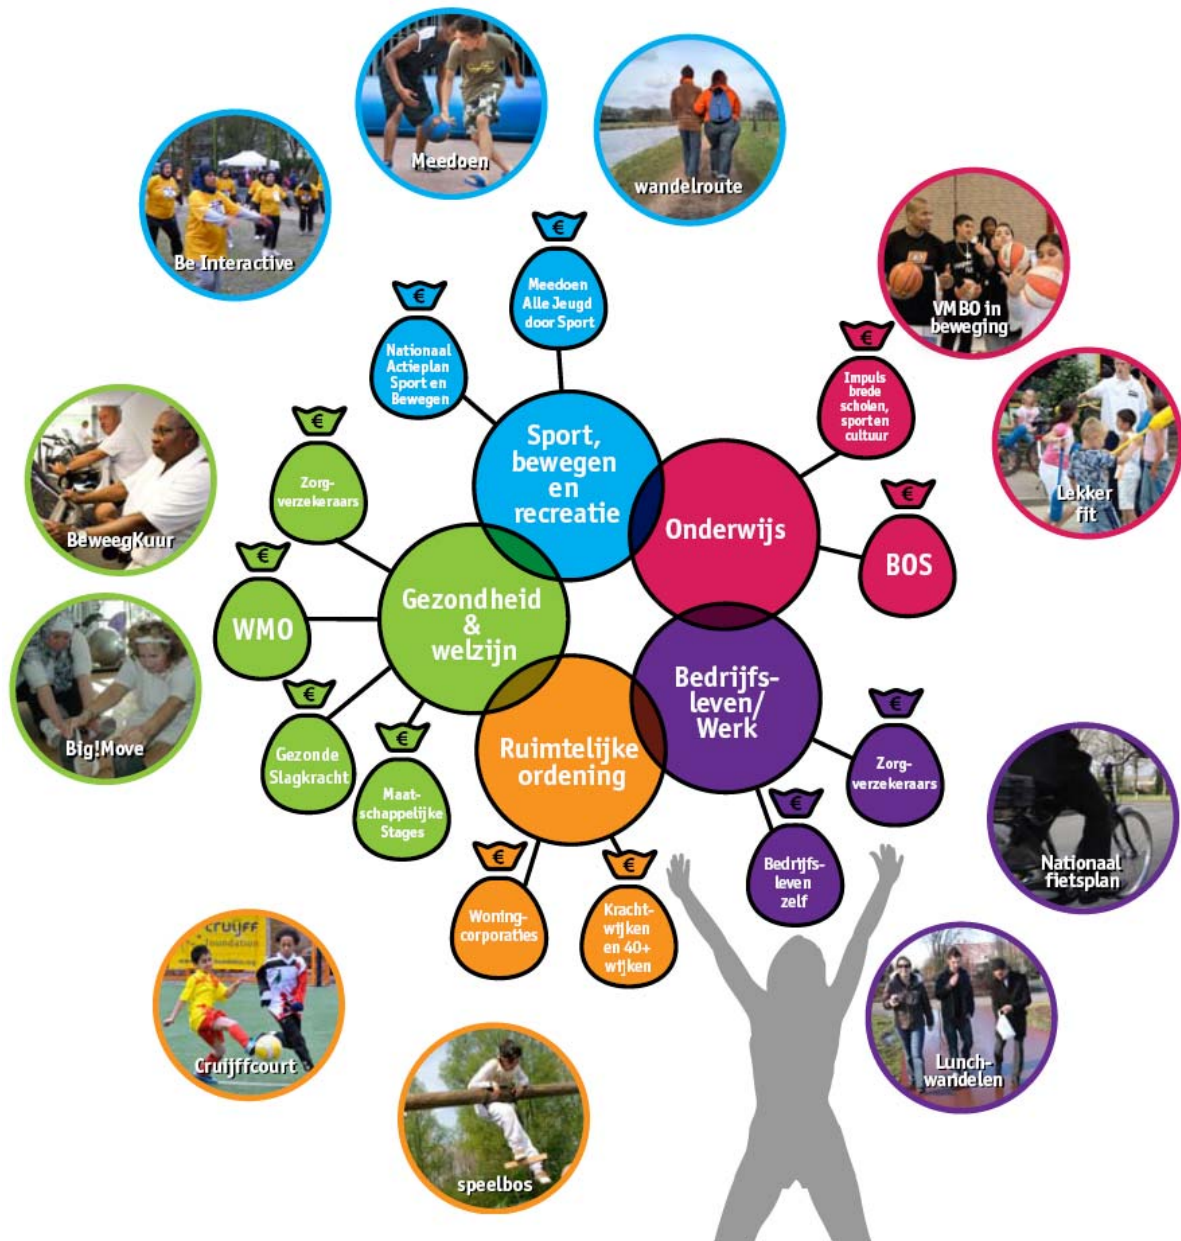 Meedoen
wandelroute
Be Interactive
€
Meedoen
Alle Jeugd
door Sport
€
Nationaal
Actieplan
Sport en
Bewegen
VMBO in
beweging
€
Impuls
brede
scholen,
sport en
cultuur
Lekker
fit
€
BOS
Sport,
bewegen
en
recreatie
Onderwijs
€
Zorg-
verzekeraars
BeweegKuur
€
WMO
Gezondheid
&
welzijn
Big!Move
€
Gezonde
Slagkracht
€
Maat-
schappelijke
Stages
Ruimtelijke
ordening
Bedrijfs-
leven/
Werk
€
Zorg-
verzekeraars
€
Bedrijfs-
leven
zelf
Nationaal
fietsplan
€
Woning-
corporaties
€
Kracht-
wijken
en 40+
wijken
cruijff
foundation
Cruijffcourt
Lunch-
wandelen
speelbos